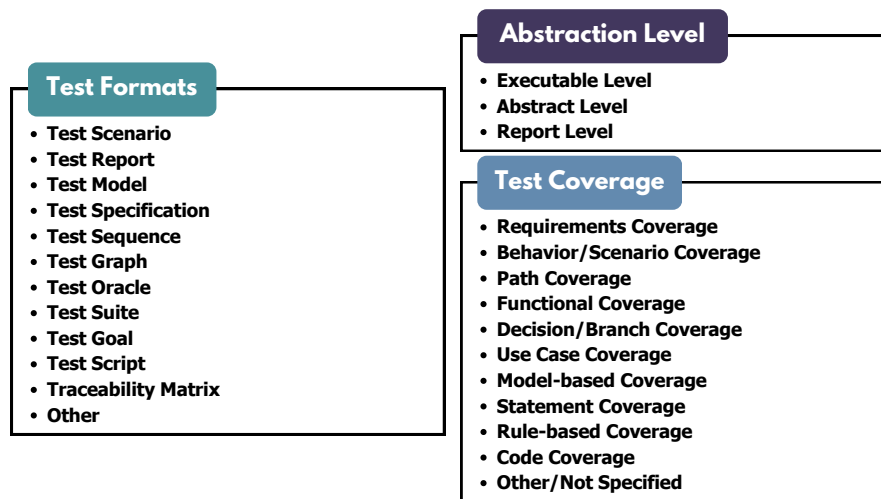 Test Formats
• Test Scenario
• Test Report
• Test Model
• Test Specification
• Test Sequence
• Test Graph
• Test Oracle
• Test Suite
• Test Goal
• Test Script
• Traceability Matrix
• Other
Abstraction Level
• Executable Level
• Abstract Level
• Report Level
Test Coverage
• Requirements Coverage
• Behavior/Scenario Coverage
• Path Coverage
• Functional Coverage
• Decision/Branch Coverage
• Use Case Coverage
• Model-based Coverage
• Statement Coverage
• Rule-based Coverage
• Code Coverage
• Other/Not Specified